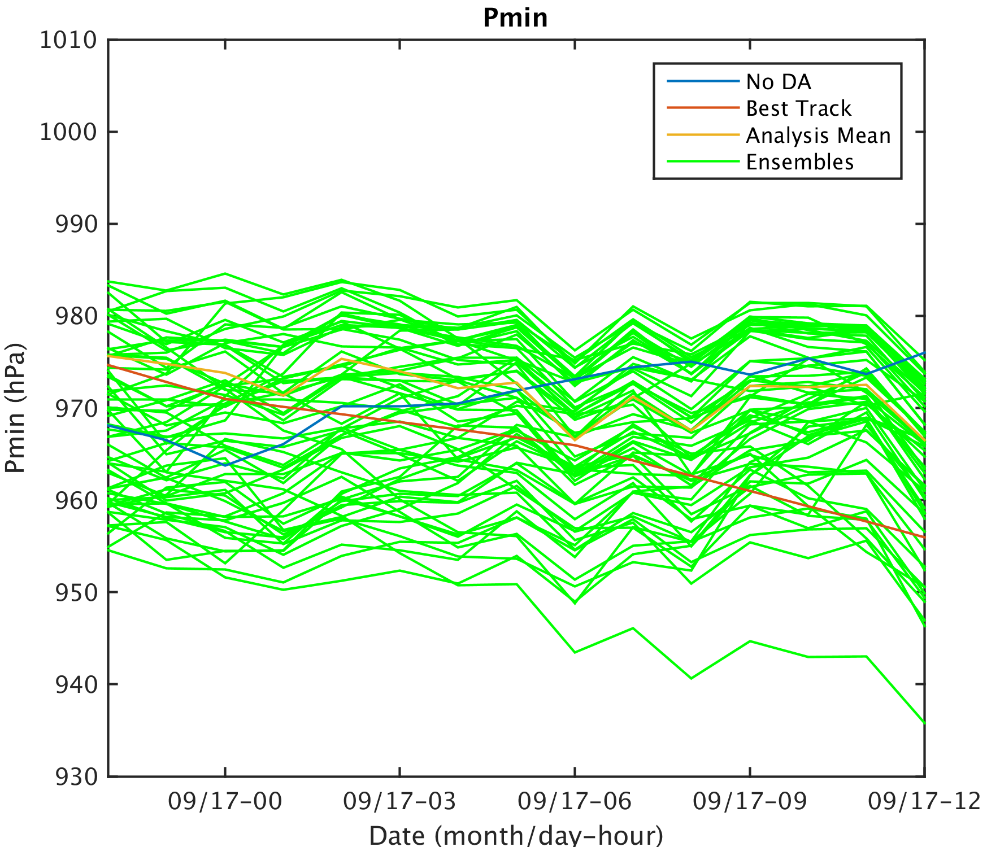 Pmin
1010
1000
990
980
970
960
950
940
930
Pmin (hPa)
No DA
Best Track
Analysis Mean
Ensembles
09/17-00
09/17-03
09/17-06
09/17-09
09/17-12
Date (month/day-hour)